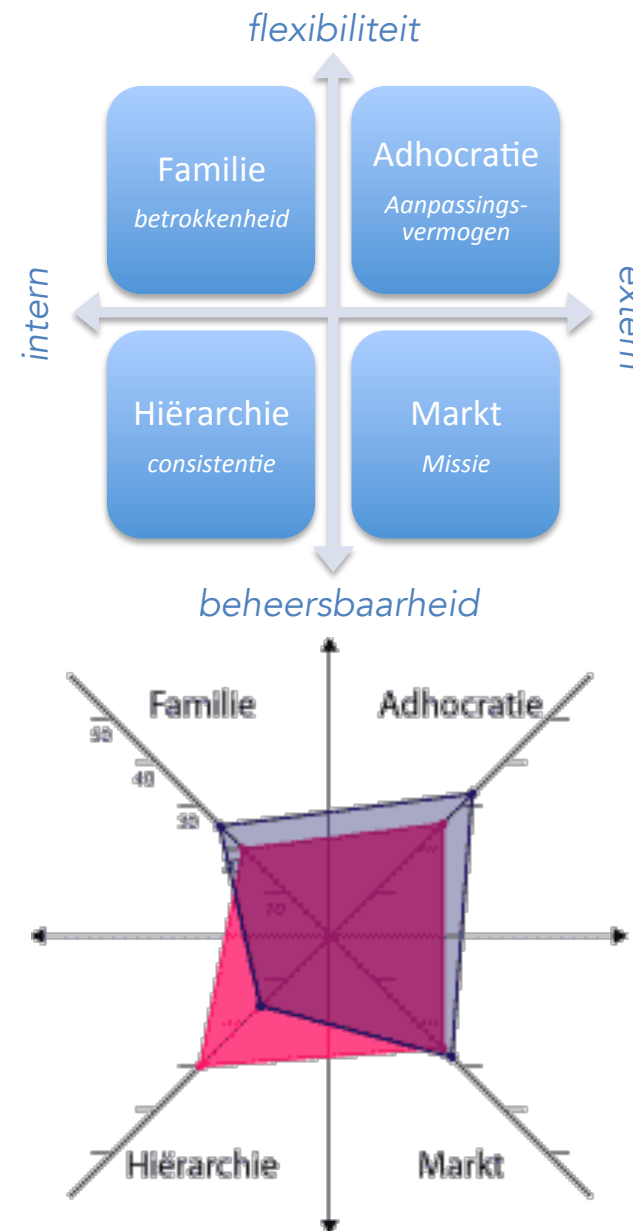 flexibiliteit
Familie
betrokkenheid
Adhocratie
Aanpassings-
vermogen
intern
extern
Hiërarchie
consistentie
Markt
Missie
beheersbaarheid
Familie
Adhocratie
50
40
30
Hiërarchie
Markt